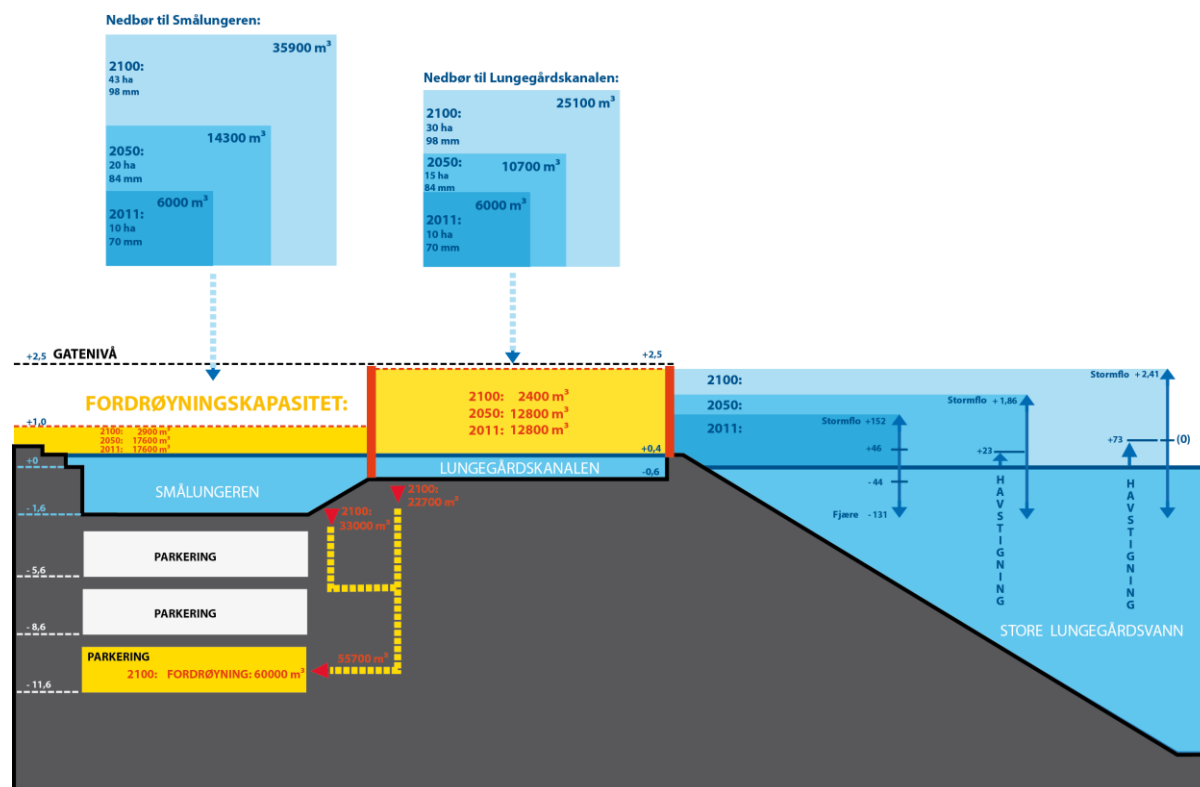 Nedbør til Smålungeren:
35900 m³
2100:
43 ha
98 mm
14300 m³
2050:
20 ha
84 mm
6000 m³
2011:
10 ha
70 mm
Nedbør til Lungegårdskanalen:
25100 m³
2100:
30 ha
98 mm
10700 m³
2050:
15 ha
84 mm
6000 m³
2011:
10 ha
70 mm
+2,5 GATENIVÅ
+2,5
FORDRØYNINGSKAPASITET:
+1,0
2100: 2900 m³
2050: 17600 m³
2011: 17600 m³
2100: 2400 m³
2050: 12800 m³
2011: 12800 m³
+0,4
LUNGEGÅRDSKANALEN
-0,6
+0
SMÅLUNGEREN
-1,6
2100:
33000 m³
2100:
22700 m³
PARKERING
-5,6
PARKERING
-8,6
PARKERING
2100: FORDRØYNING: 60000 m³
55700 m³
-11,6
2100:
2050:
2011:
Stormflo +152
+46
-44
Fjære -131
Stormflo +1,86
+23
HAVSTIGNING
Stormflo +2,41
+73
(0)
HAVSTIGNING
STORE LUNGEGÅRDSVANN